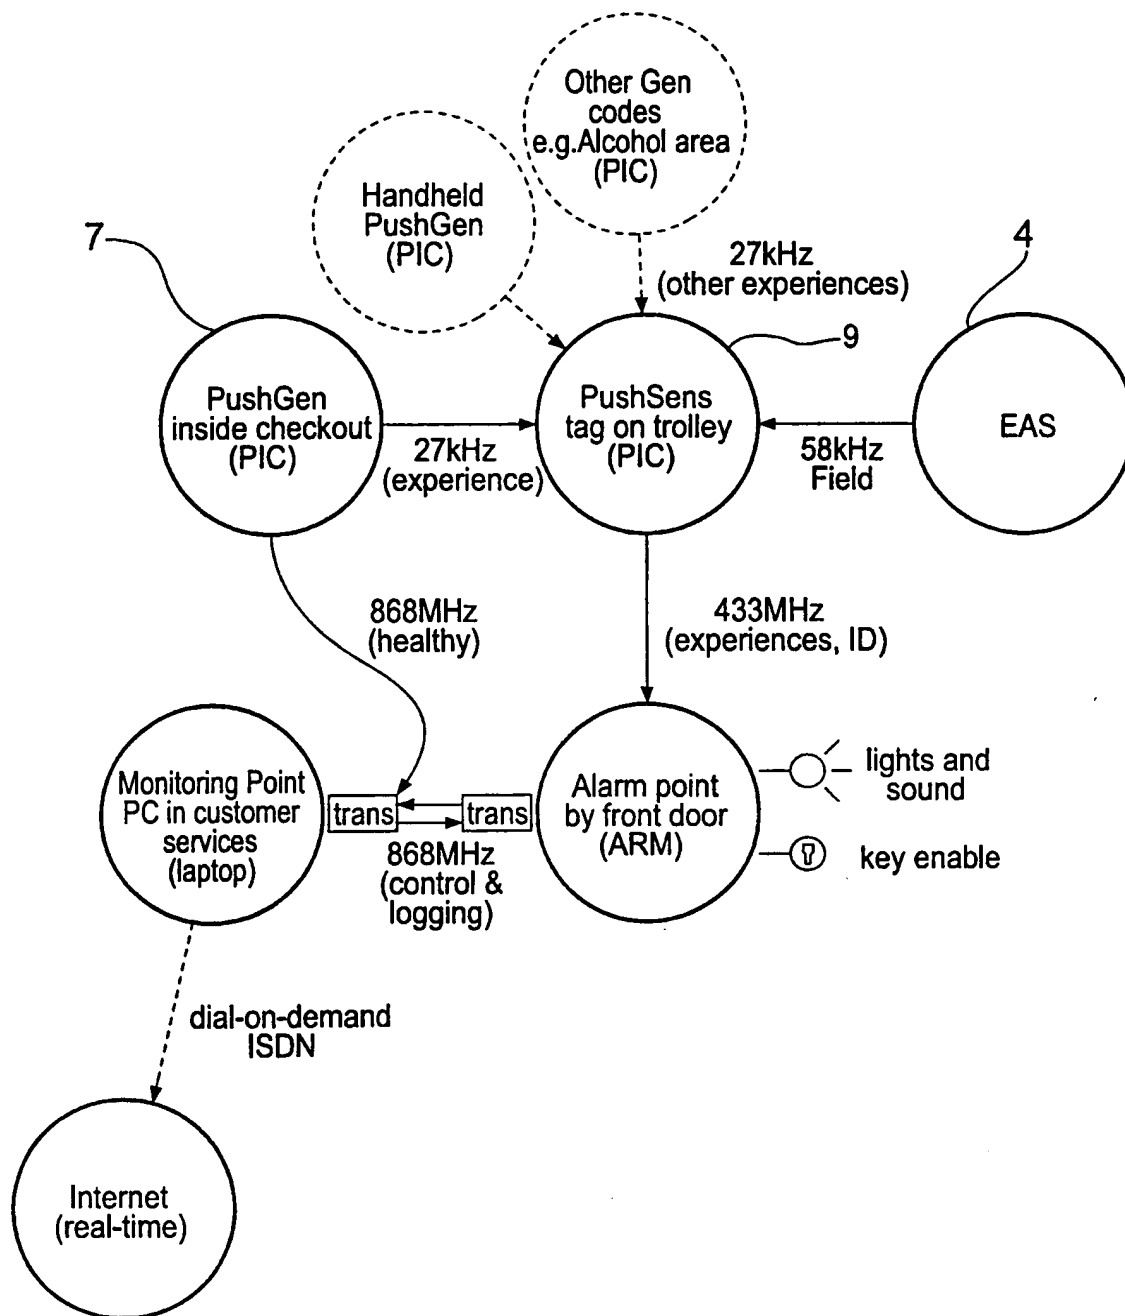 Other Gen
codes
e.g.Alcohol area
(PIC)
Handheld
PushGen
(PIC)
7
27kHz
(other experiences)
4
9
PushGen
inside checkout
(PIC)
27kHz
(experience)
PushSens
tag on trolley
(PIC)
58kHz
Field
EAS
868MHz
(healthy)
433MHz
(experiences, ID)
Monitoring Point
PC in customer
services
(laptop)
trans
trans
868MHz
(control &
logging)
Alarm point
by front door
(ARM)
lights and
sound
key enable
dial-on-demand
ISDN
Internet
(real-time)